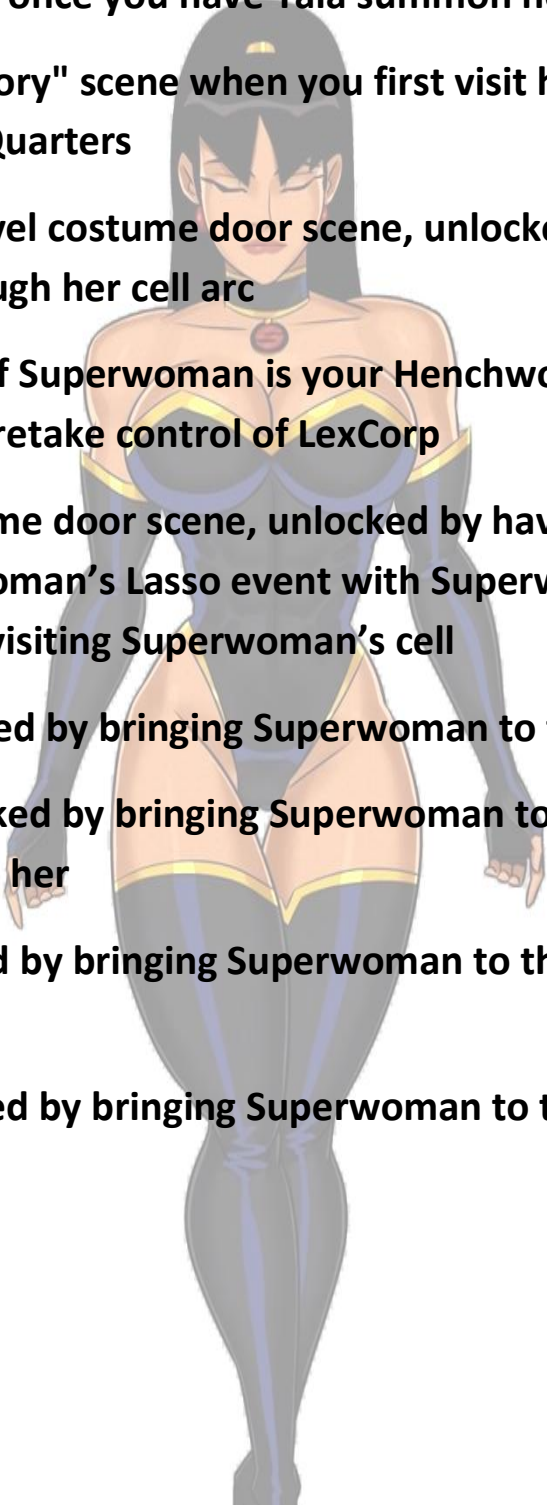 once you have Tala summon h
ory" scene when you first visit h
Quarters
vel costume door scene, unlocke
ugh her cell arc
f Superwoman is your Henchwo
retake control of LexCorp
me door scene, unlocked by hav
oman’s Lasso event with Superw
visiting Superwoman’s cell
ed by bringing Superwoman to
ked by bringing Superwoman to
her
d by bringing Superwoman to th
ed by bringing Superwoman to t